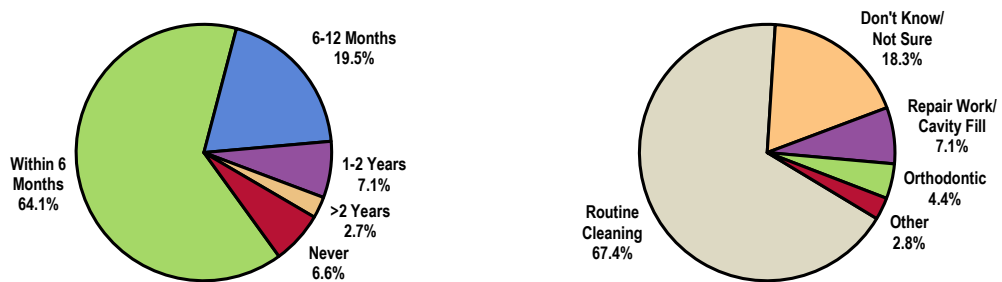 6-12 Months
19.5%
1-2 Years
7.1%
>2 Years
2.7%
Never
6.6%
Within 6
Months
64.1%
Don't Know/
Not Sure
18.3%
Repair Work/
Cavity Fill
7.1%
Orthodontic
4.4%
Other
2.8%
Routine
Cleaning
67.4%